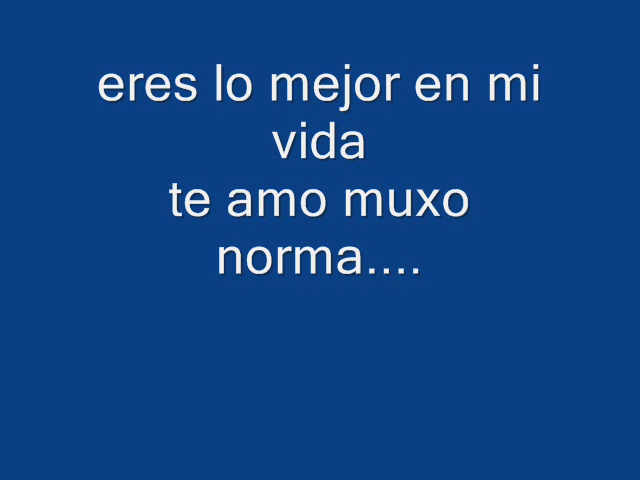 eres lo mejor en mi
vida
te amo muxo
norma....